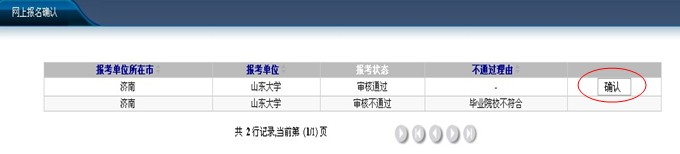 网上报名确认
报考单位所在市 报考单位 报考状态 不通过理由
济南 山东大学 审核通过 - 确认
济南 山东大学 审核不通过 毕业院校不符合
共 2 行记录,当前第 (1/1) 页